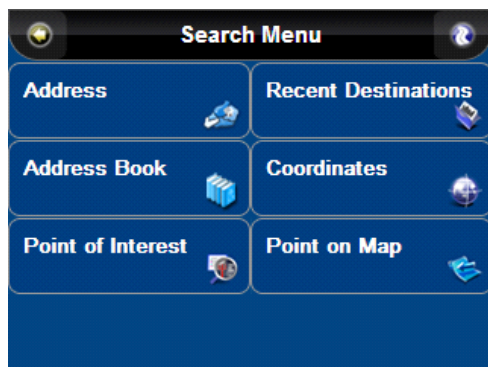 Search Menu
Address
Recent Destinations
Address Book
Coordinates
Point of Interest
Point on Map